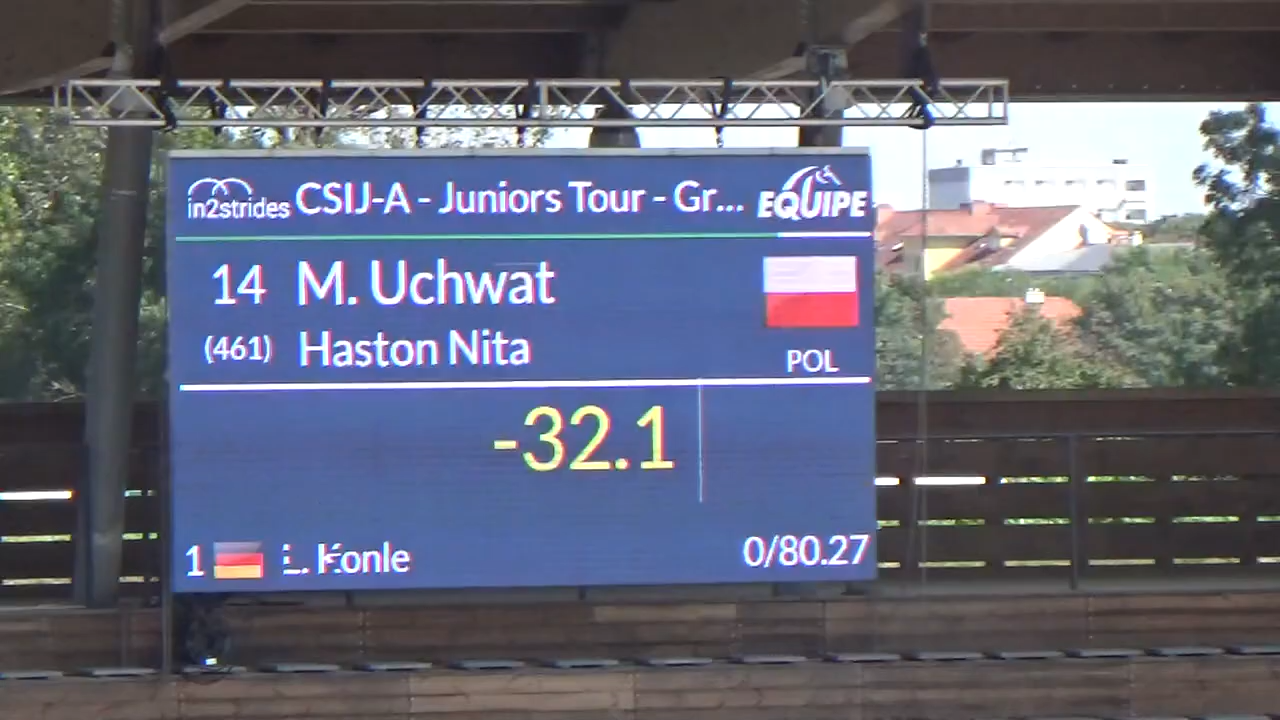 in2strides CSIJ-A - Juniors Tour - Gr... EQUIPE
14 M. Uchwat
(461) Haston Nita POL
-32.1
1 L. Konle 0/80.27